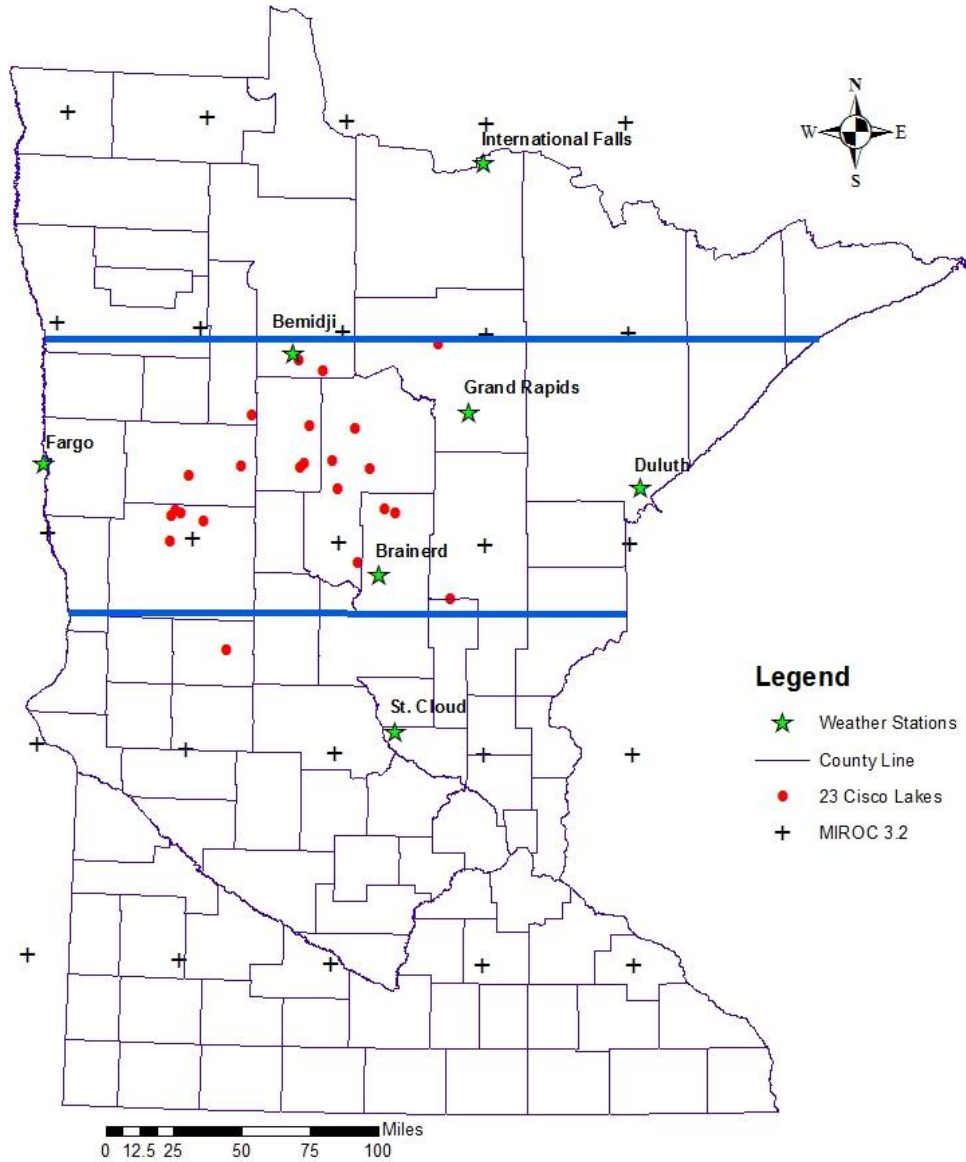 N
W E
S
International Falls
Bemidji
Grand Rapids
Fargo
Duluth
Brainerd
St. Cloud
Legend
Weather Stations
County Line
23 Cisco Lakes
MIROC 3.2
Miles
0 12.5 25 50 75 100